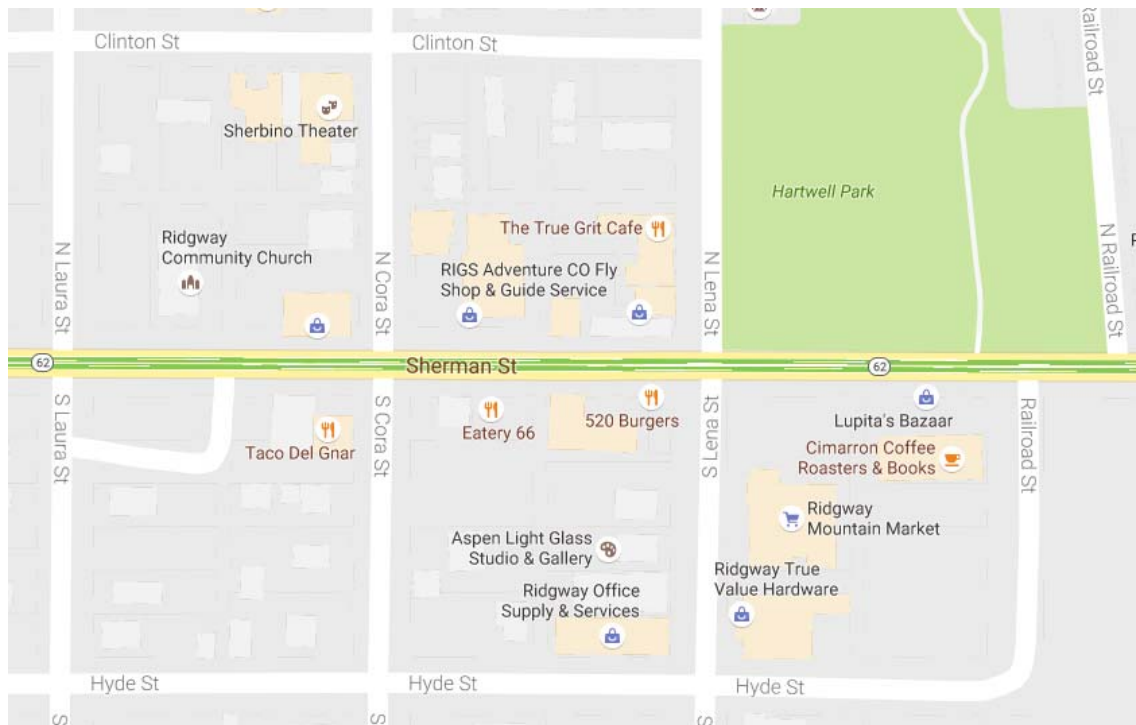 Clinton St
Clinton St
Railroad St
Sherbino Theater
Hartwell Park
Ridgway
Community Church
The True Grit Cafe
RIGS Adventure CO Fly
Shop & Guide Service
N Laura St
N Cora St
N Lena St
N Railroad St
62
Sherman St
62
S Laura St
S Cora St
S Lena St
Railroad St
Taco Del Gnar
Eatery 66
520 Burgers
Lupita's Bazaar
Cimarron Coffee
Roasters & Books
Ridgway
Mountain Market
Aspen Light Glass
Studio & Gallery
Ridgway True
Value Hardware
Ridgway Office
Supply & Services
Hyde St
Hyde St
Hyde St
S
S
S